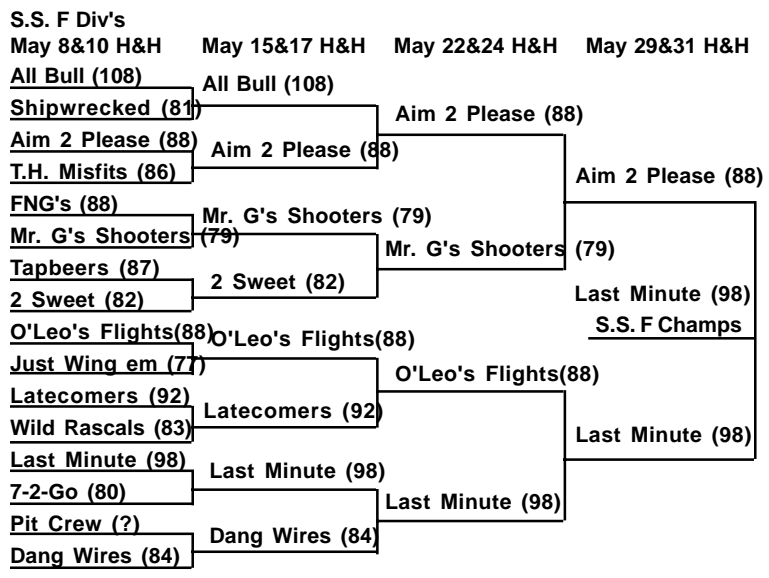 S.S. F Div's
May 8&10 H&H
All Bull (108)
Shipwrecked (81)
Aim 2 Please (88)
T.H. Misfits (86)
FNG's (88)
Mr. G's Shooters (79)
Tapbeers (87)
2 Sweet (82)
O'Leo's Flights(88)
Just Wing em (77)
Latecomers (92)
Wild Rascals (83)
Last Minute (98)
7-2-Go (80)
Pit Crew (?)
Dang Wires (84)
May 15&17 H&H
All Bull (108)
Aim 2 Please (88)
Mr. G's Shooters (79)
2 Sweet (82)
O'Leo's Flights(88)
Latecomers (92)
Last Minute (98)
Dang Wires (84)
May 22&24 H&H
Aim 2 Please (88)
Mr. G's Shooters (79)
O'Leo's Flights(88)
Last Minute (98)
May 29&31 H&H
Aim 2 Please (88)
Last Minute (98)
S.S. F Champs
Last Minute (98)